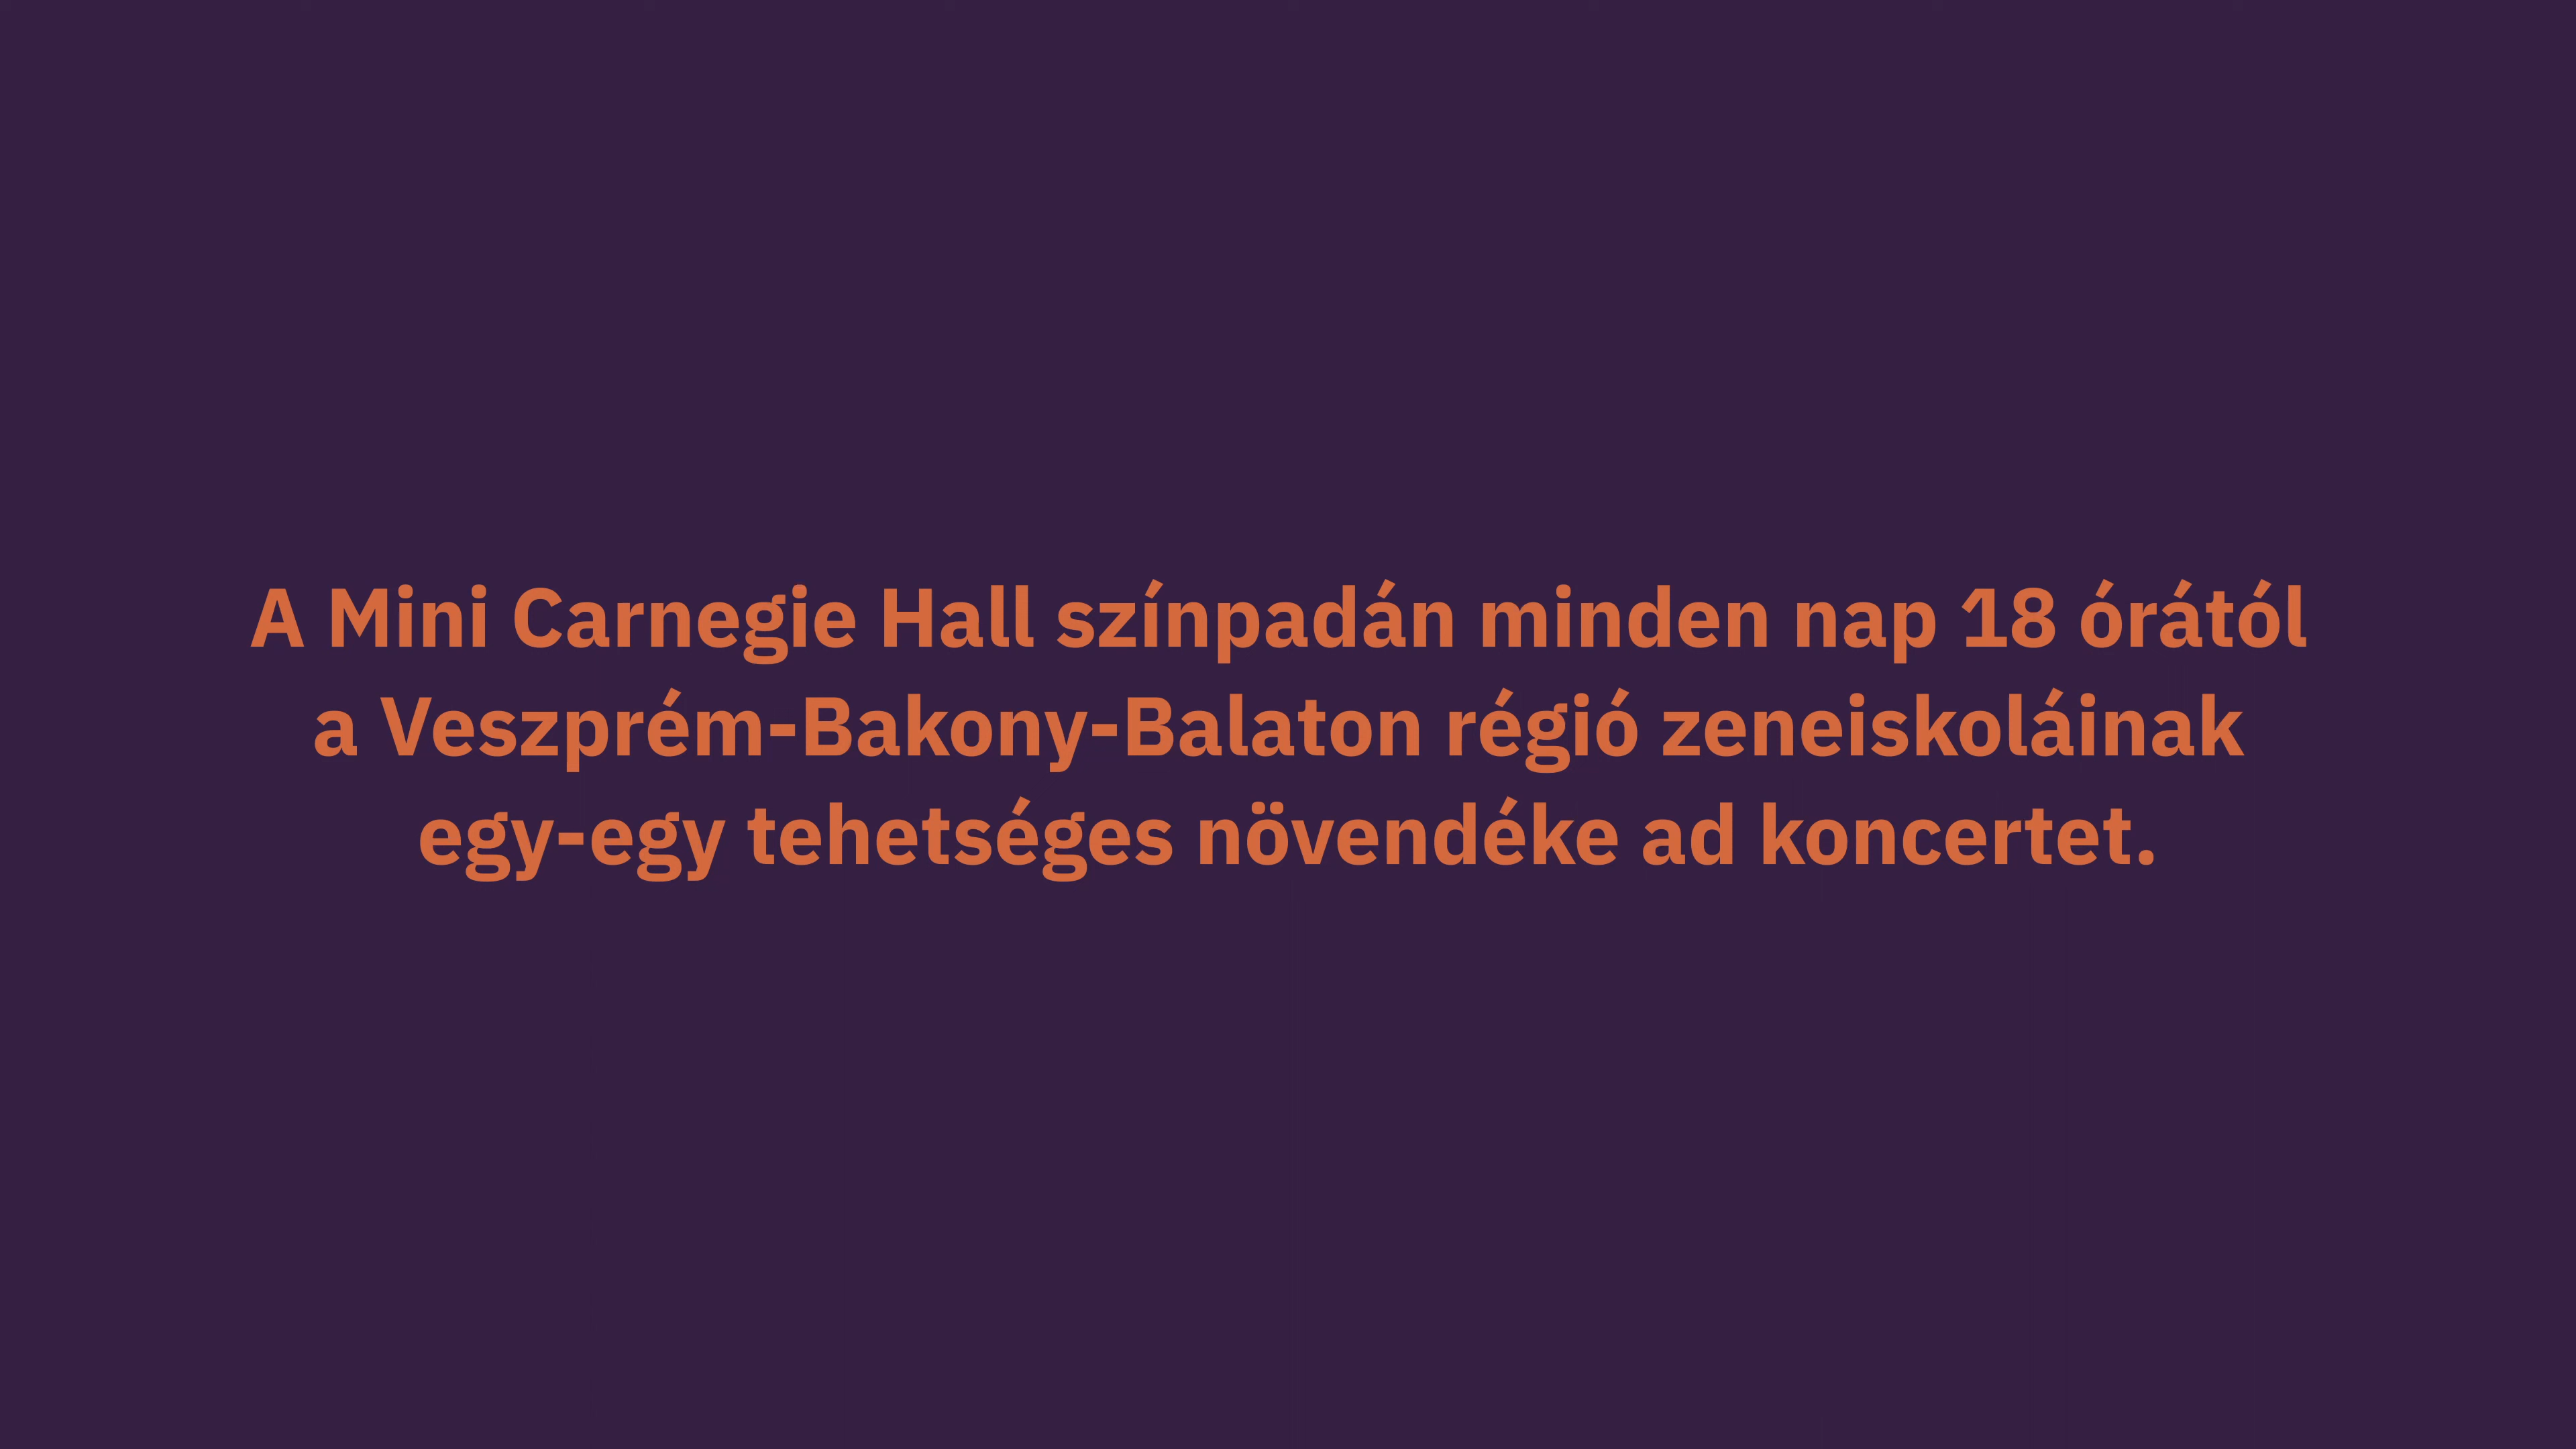 A Mini Carnegie Hall színpadán minden nap 18 órától
a Veszprém-Bakony-Balaton régió zeneiskoláinak
egy-egy tehetséges növendéke ad koncertet.